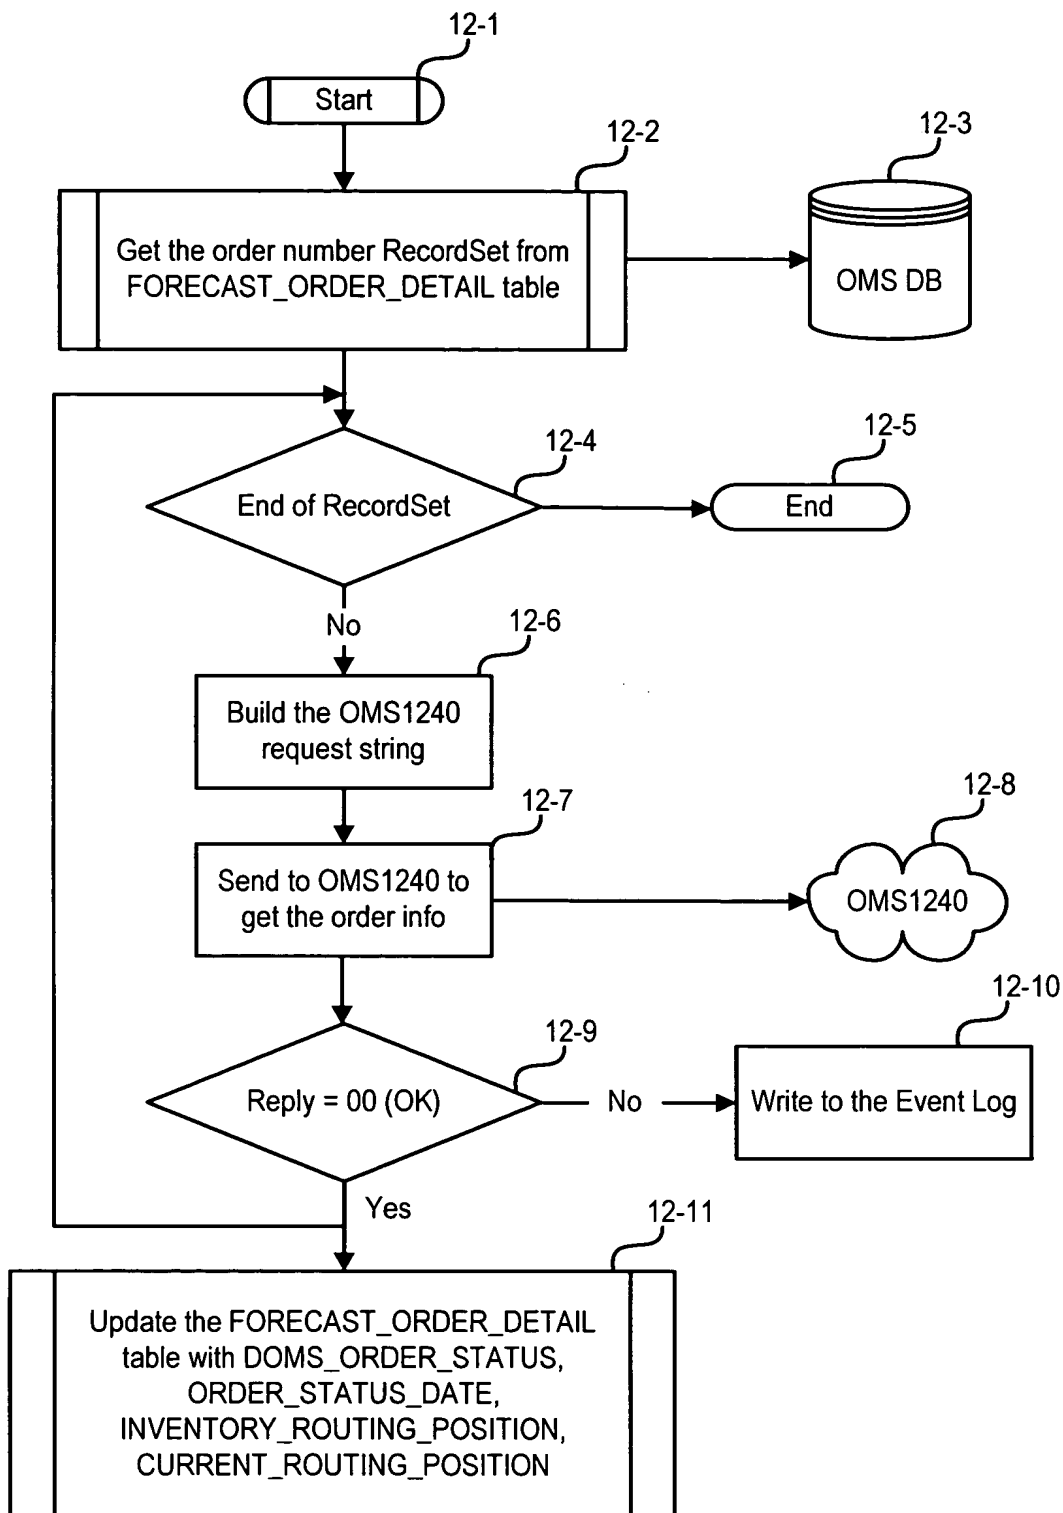 12-1
Start
12-2
12-3
Get the order number RecordSet from
FORECAST_ORDER_DETAIL table
OMS DB
12-4
12-5
End of RecordSet
End
No
12-6
Build the OMS1240
request string
12-7
12-8
Send to OMS1240 to
get the order info
OMS1240
12-9
12-10
Reply = 00 (OK)
No
Write to the Event Log
Yes
12-11
Update the FORECAST_ORDER_DETAIL
table with DOMS_ORDER_STATUS,
ORDER_STATUS_DATE,
INVENTORY_ROUTING_POSITION,
CURRENT_ROUTING_POSITION